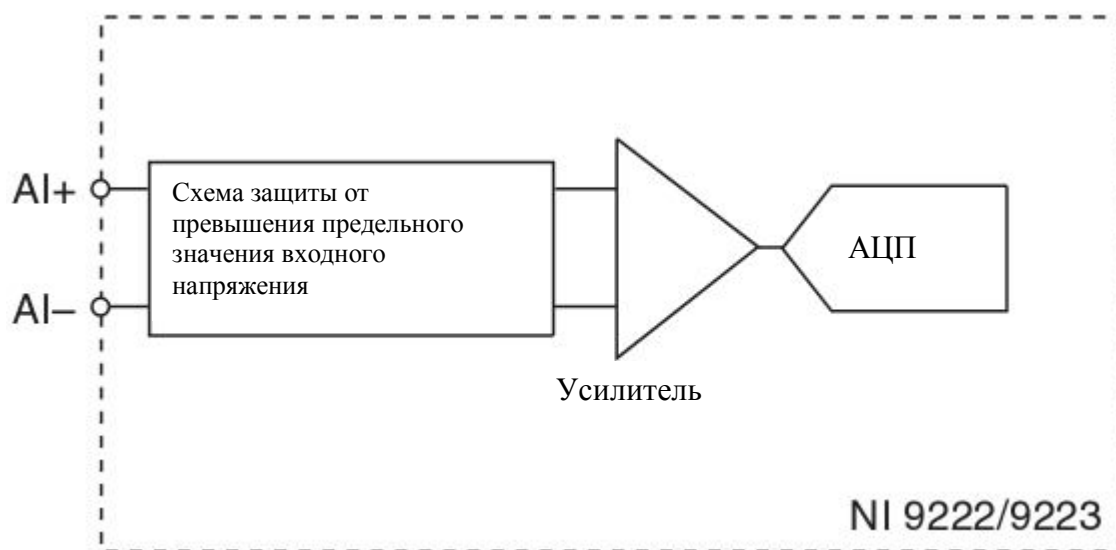 AI+
Схема защиты от
превышения предельного
значения входного
напряжения
АЦП
AI–
Усилитель
NI 9222/9223